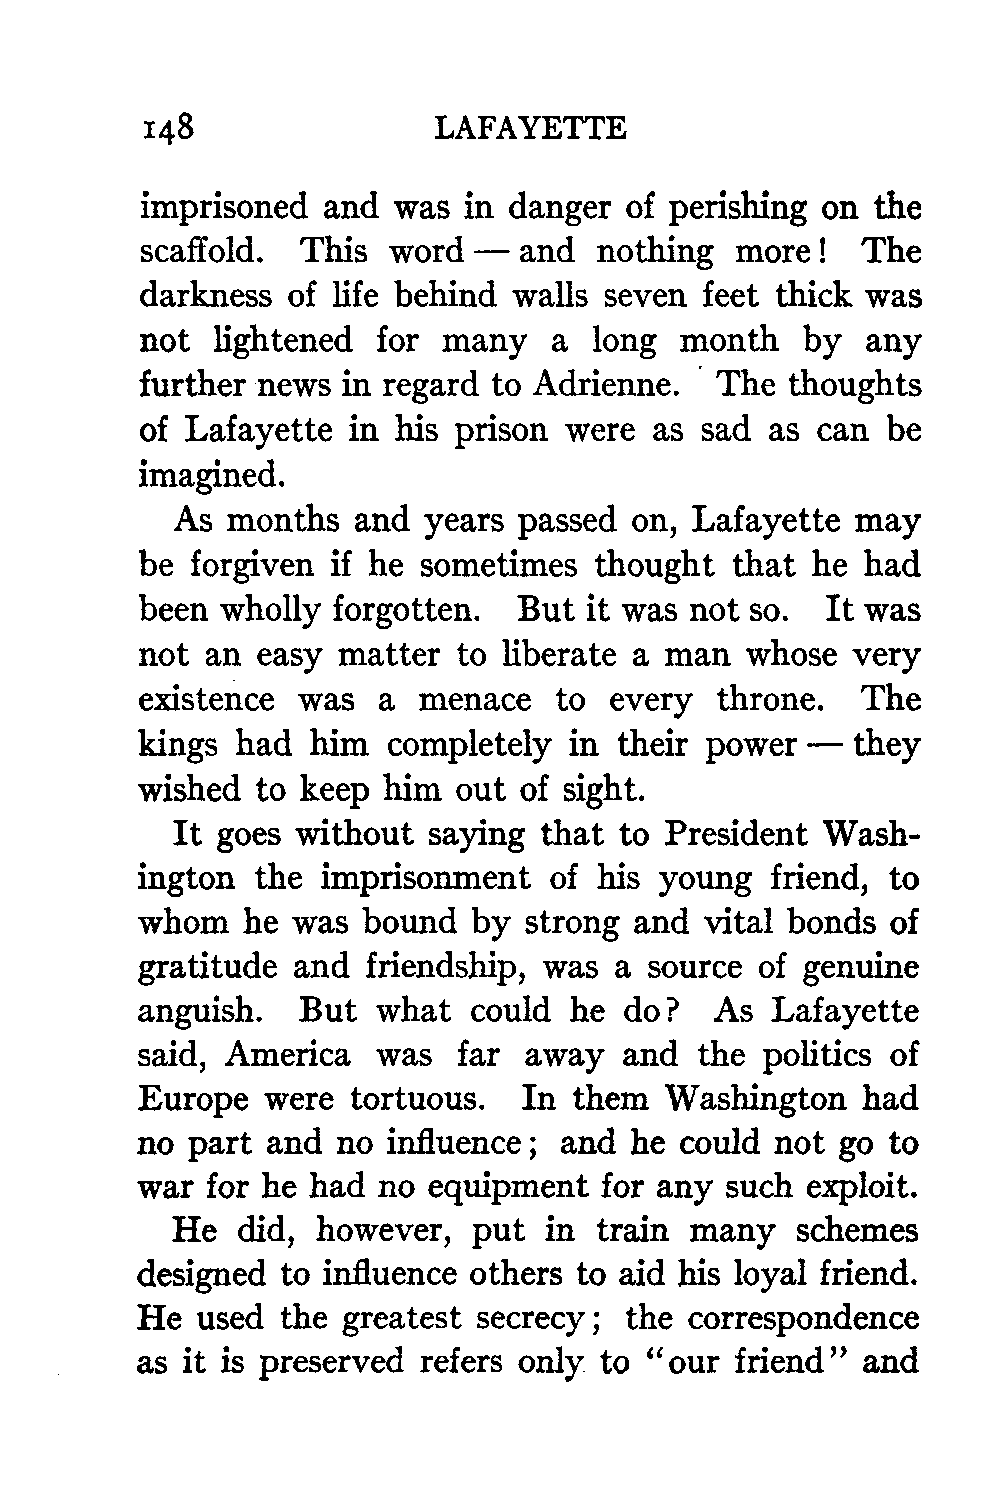 148 LAFAYETTE
imprisoned and was in danger of perishing on the
scaffold. This word — and nothing more! The
darkness of life behind walls seven feet thick was
not lightened for many a long month by any
further news in regard to Adrienne. The thoughts
of Lafayette in his prison were as sad as can be
imagined.
As months and years passed on, Lafayette may
be forgiven if he sometimes thought that he had
been wholly forgotten. But it was not so. It was
not an easy matter to liberate a man whose very
existence was a menace to every throne. The
kings had him completely in their power — they
wished to keep him out of sight.
It goes without saying that to President Wash-
ington the imprisonment of his young friend, to
whom he was bound by strong and vital bonds of
gratitude and friendship, was a source of genuine
anguish. But what could he do? As Lafayette
said, America was far away and the politics of
Europe were tortuous. In them Washington had
no part and no influence; and he could not go to
war for he had no equipment for any such exploit.
He did, however, put in train many schemes
designed to influence others to aid his loyal friend.
He used the greatest secrecy; the correspondence
as it is preserved refers only to "our friend" and